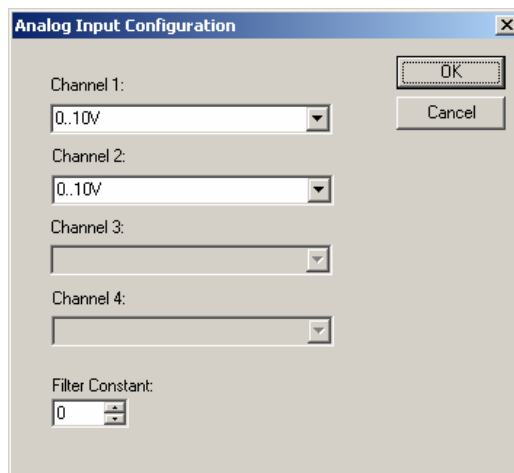 Analog Input Configuration
Channel 1:
0..10V
OK
Cancel
Channel 2:
0..10V
Channel 3:
Channel 4:
Filter Constant:
0